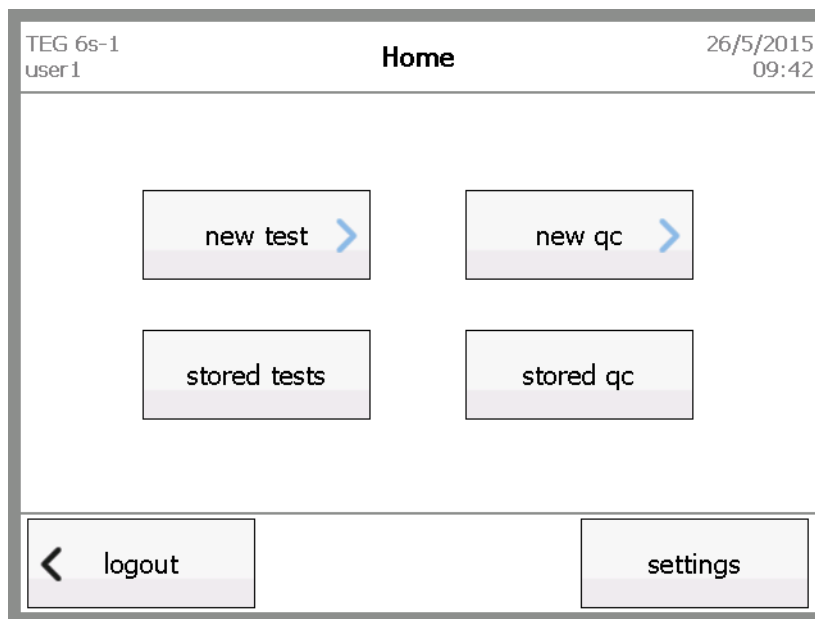 TEG 6s-1
user1
Home
26/5/2015
09:42
new test
new qc
stored tests
stored qc
logout
settings